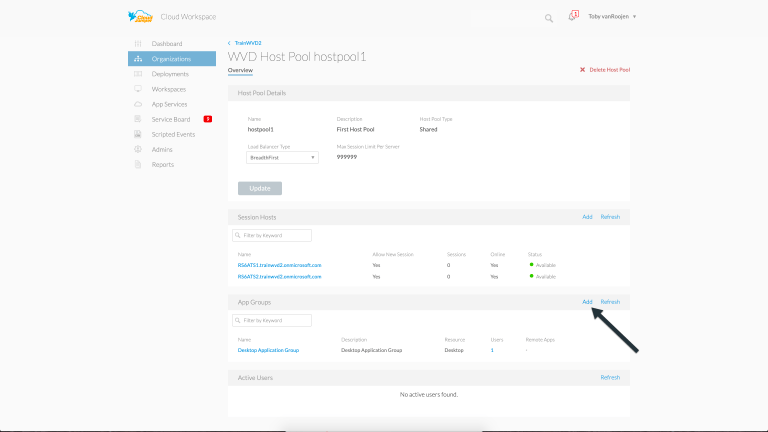 Cloud Workspace
1
Toby vanRoojen
Dashboard
Organizations
Deployments
Workspaces
App Services
Service Board 5
Scripted Events
Admins
Reports
TrainWVD2
WVD Host Pool hostpool1
Overview
Delete Host Pool
Host Pool Details
Name Description Host Pool Type
hostpool1 First Host Pool Shared
Load Balancer Type Max Session Limit Per Server
BreadthFirst 999999
Update
Session Hosts Add Refresh
Filter by Keyword
Name Allow New Session Sessions Online Status
RS6ATS1.trainwvd2.onmicrosoft.com Yes 0 Yes Available
RS6ATS2.trainwvd2.onmicrosoft.com Yes 0 Yes Available
App Groups Add Refresh
Filter by Keyword
Name Description Resource Users Remote Apps
Desktop Application Group Desktop Application Group Desktop 1 -
Active Users Refresh
No active users found.